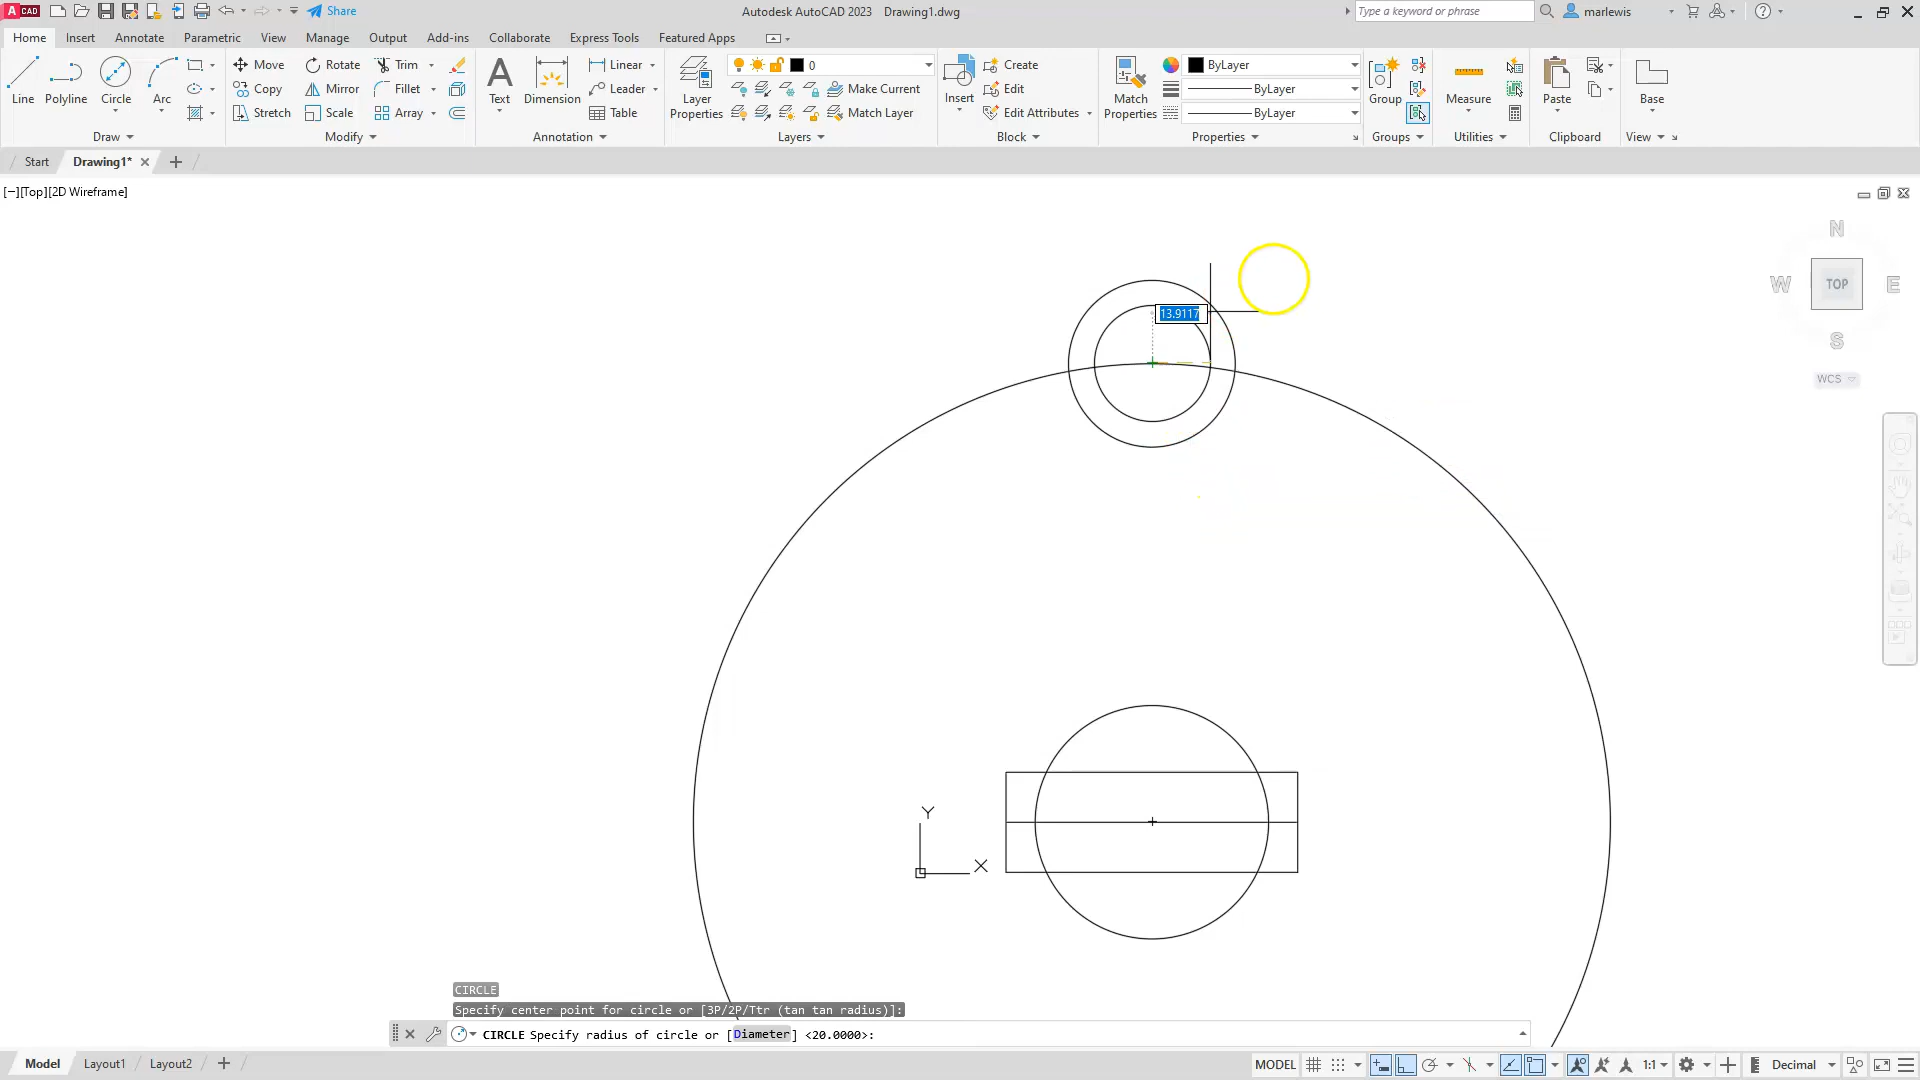 A CAD
Share
Autodesk AutoCAD 2023 Drawing1.dwg
Type a keyword or phrase
marlewis
Home Insert Annotate Parametric View Manage Output Add-ins Collaborate Express Tools Featured Apps
Line
Polyline
Circle
Arc
Draw
Move
Rotate
Trim
Copy
Mirror
Fillet
Stretch
Scale
Array
Modify
Text
Dimension
Linear
Leader
Table
Annotation
Layer
Properties
0
Make Current
Match Layer
Layers
Insert
Create
Edit
Edit Attributes
Block
Match
Properties
ByLayer
ByLayer
ByLayer
Properties
Group
Groups
Measure
Utilities
Paste
Clipboard
Base
View
Start
Drawing1*
[−][Top][2D Wireframe]
N
W
TOP
E
S
WCS
13.9117
Y
X
CIRCLE
Specify center point for circle or [3P/2P/Ttr (tan tan radius)]:
CIRCLE Specify radius of circle or [Diameter] <20.0000>:
Model Layout1 Layout2
MODEL
1:1
Decimal